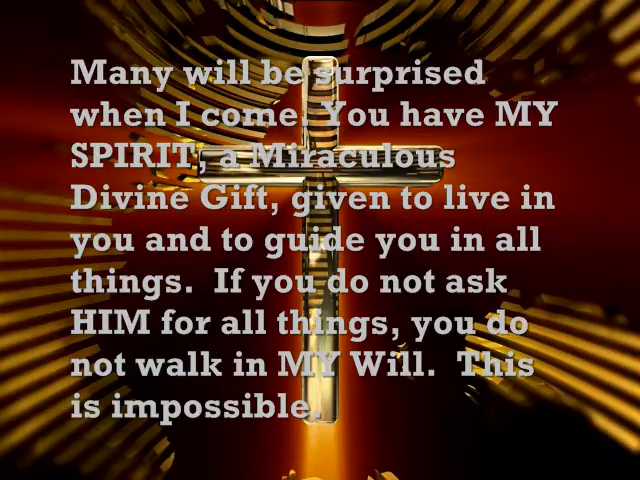 Many will be surprised
when I come. You have MY
SPIRIT, a Miraculous
Divine Gift, given to live in
you and to guide you in all
things.  If you do not ask
HIM for all things, you do
not walk in MY Will.  This
is impossible.